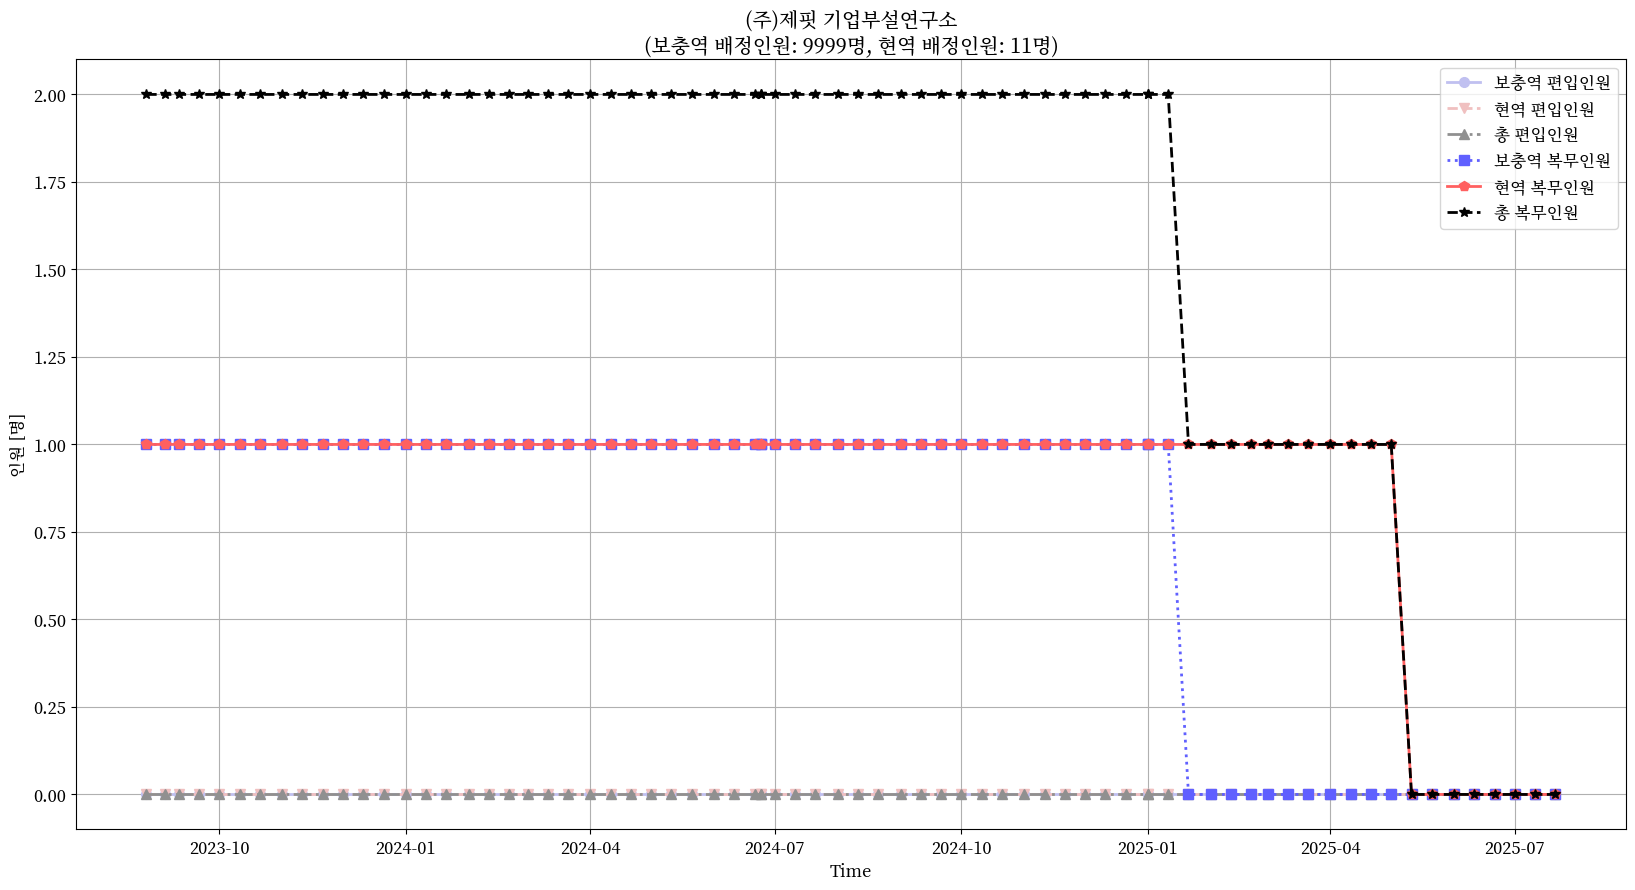 (주)제핏 기업부설연구소
(보충역 배정인원: 9999명, 현역 배정인원: 11명)
보충역 편입인원
현역 편입인원
총 편입인원
보충역 복무인원
현역 복무인원
총 복무인원
인원 [명]
2.00
1.75
1.50
1.25
1.00
0.75
0.50
0.25
0.00
2023-10
2024-01
2024-04
2024-07
2024-10
2025-01
2025-04
2025-07
Time